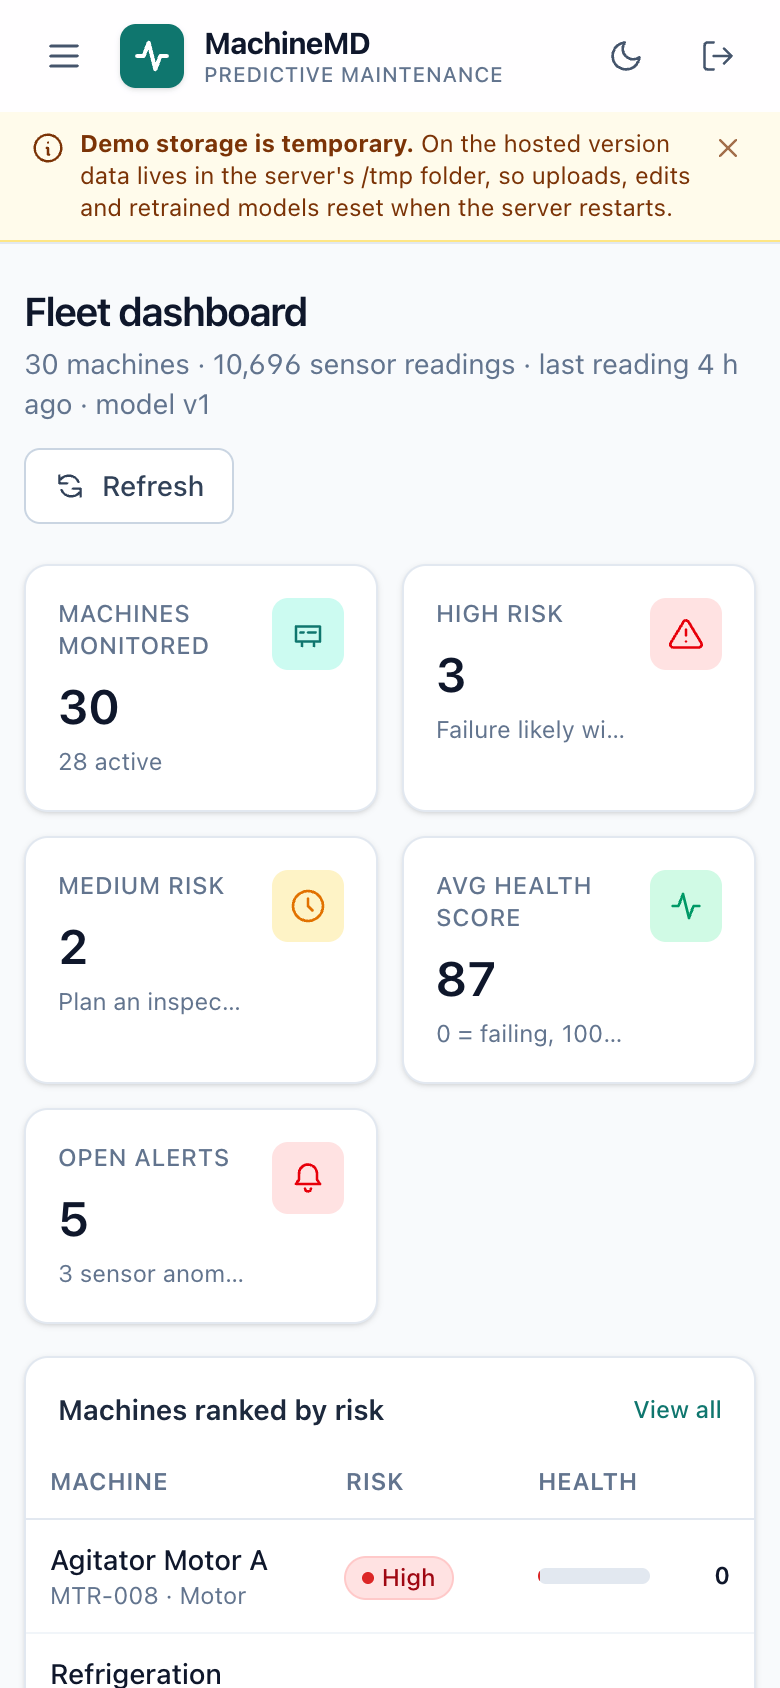 MachineMD
PREDICTIVE MAINTENANCE
Demo storage is temporary. On the hosted version
data lives in the server's /tmp folder, so uploads, edits
and retrained models reset when the server restarts.
Fleet dashboard
30 machines · 10,696 sensor readings · last reading 4 h
ago · model v1
Refresh
MACHINES
MONITORED
30
28 active
HIGH RISK
3
Failure likely wi...
MEDIUM RISK
2
Plan an inspec...
AVG HEALTH
SCORE
87
0 = failing, 100...
OPEN ALERTS
5
3 sensor anom...
Machines ranked by risk
View all
MACHINE RISK HEALTH
Agitator Motor A
MTR-008 · Motor
High
0
Refrigeration